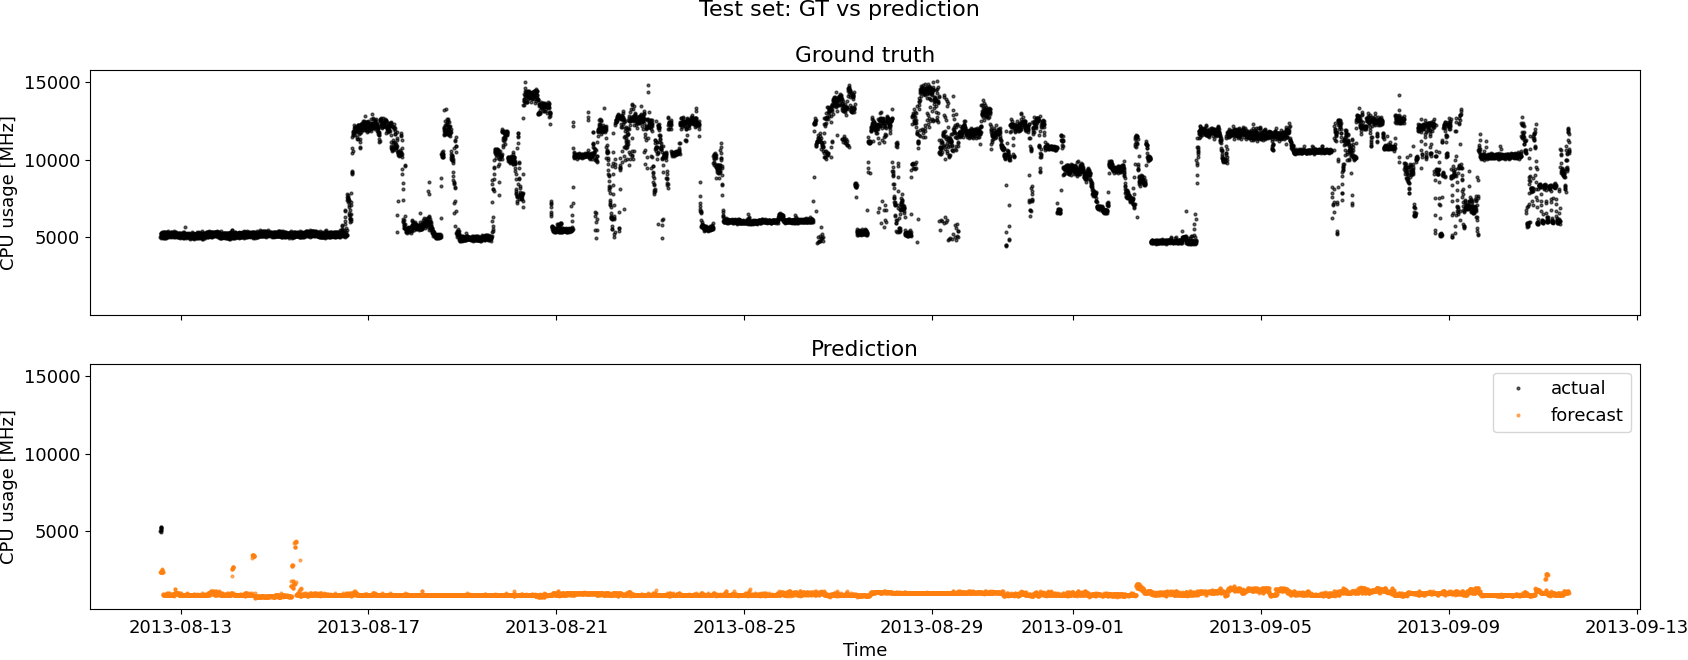 Test set: GT vs prediction
Ground truth
15000
10000
5000
CPU usage [MHz]
Prediction
15000
10000
5000
CPU usage [MHz]
actual
forecast
2013-08-13 2013-08-17 2013-08-21 2013-08-25 2013-08-29 2013-09-01 2013-09-05 2013-09-09 2013-09-13
Time